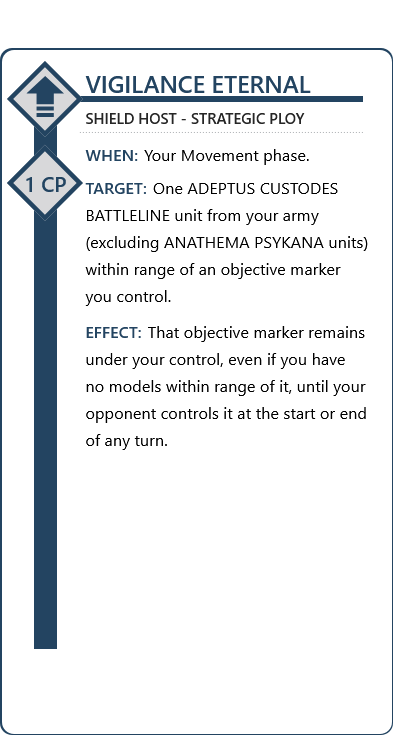 VIGILANCE ETERNAL
SHIELD HOST - STRATEGIC PLOY
WHEN: Your Movement phase.
1 CP
TARGET: One ADEPTUS CUSTODES
BATTLELINE unit from your army
(excluding ANATHEMA PSYKANA units)
within range of an objective marker
you control.
EFFECT: That objective marker remains
under your control, even if you have
no models within range of it, until your
opponent controls it at the start or end
of any turn.